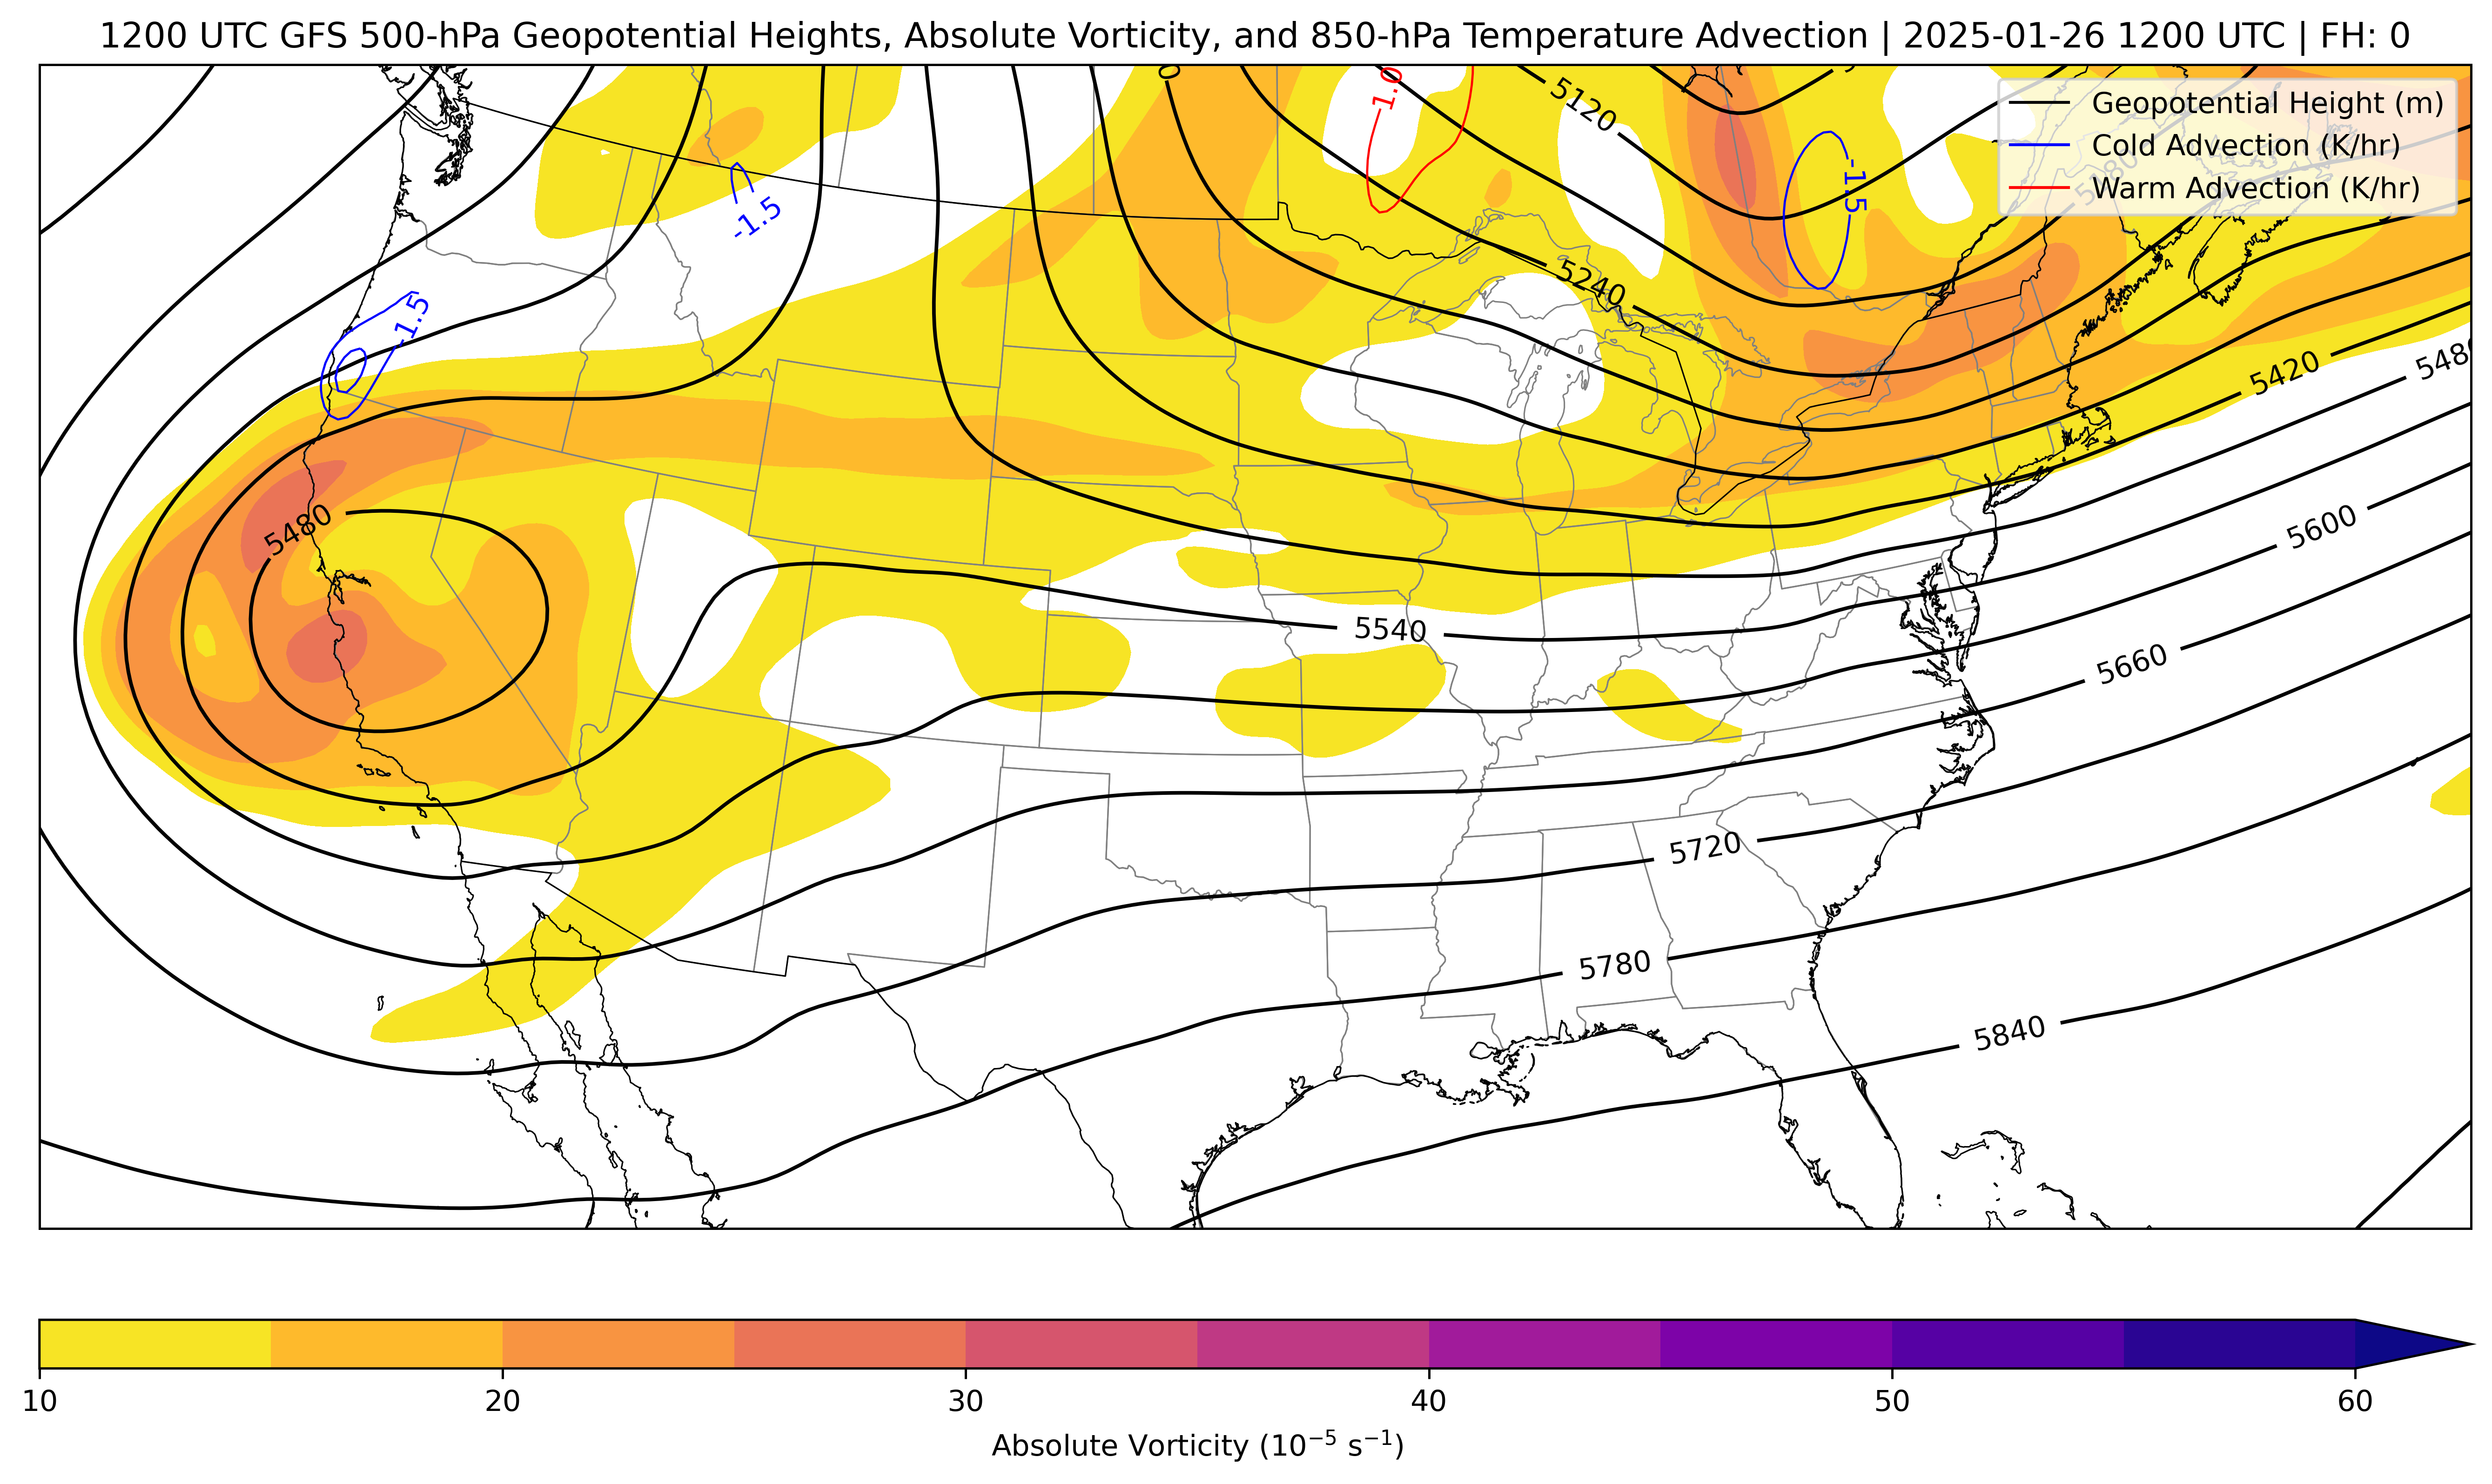 1200 UTC GFS 500-hPa Geopotential Heights, Absolute Vorticity, and 850-hPa Temperature Advection | 2025-01-26 1200 UTC | FH: 0
Geopotential Height (m)
Cold Advection (K/hr)
Warm Advection (K/hr)
1.0
5120
-1.5
5180
-1.5
5240
-1.5
5480
5420
5480
5600
5540
5660
5720
5780
5840
10 20 30 40 50 60
Absolute Vorticity (10⁻⁵ s⁻¹)